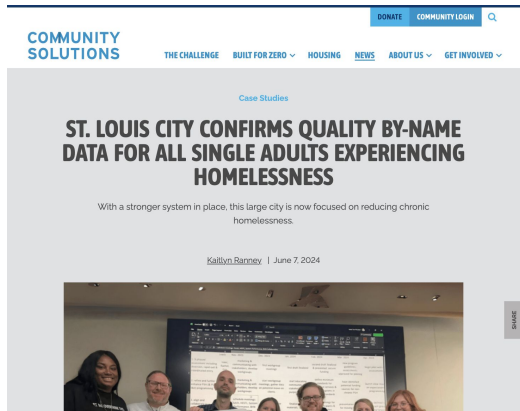 DONATE COMMUNITY LOGIN
COMMUNITY
SOLUTIONS
THE CHALLENGE BUILT FOR ZERO HOUSING NEWS ABOUT US GET INVOLVED
Case Studies
ST. LOUIS CITY CONFIRMS QUALITY BY-NAME
DATA FOR ALL SINGLE ADULTS EXPERIENCING
HOMELESSNESS
With a stronger system in place, this large city is now focused on reducing chronic
homelessness.
Kaitlyn Ranney | June 7, 2024
SHARE